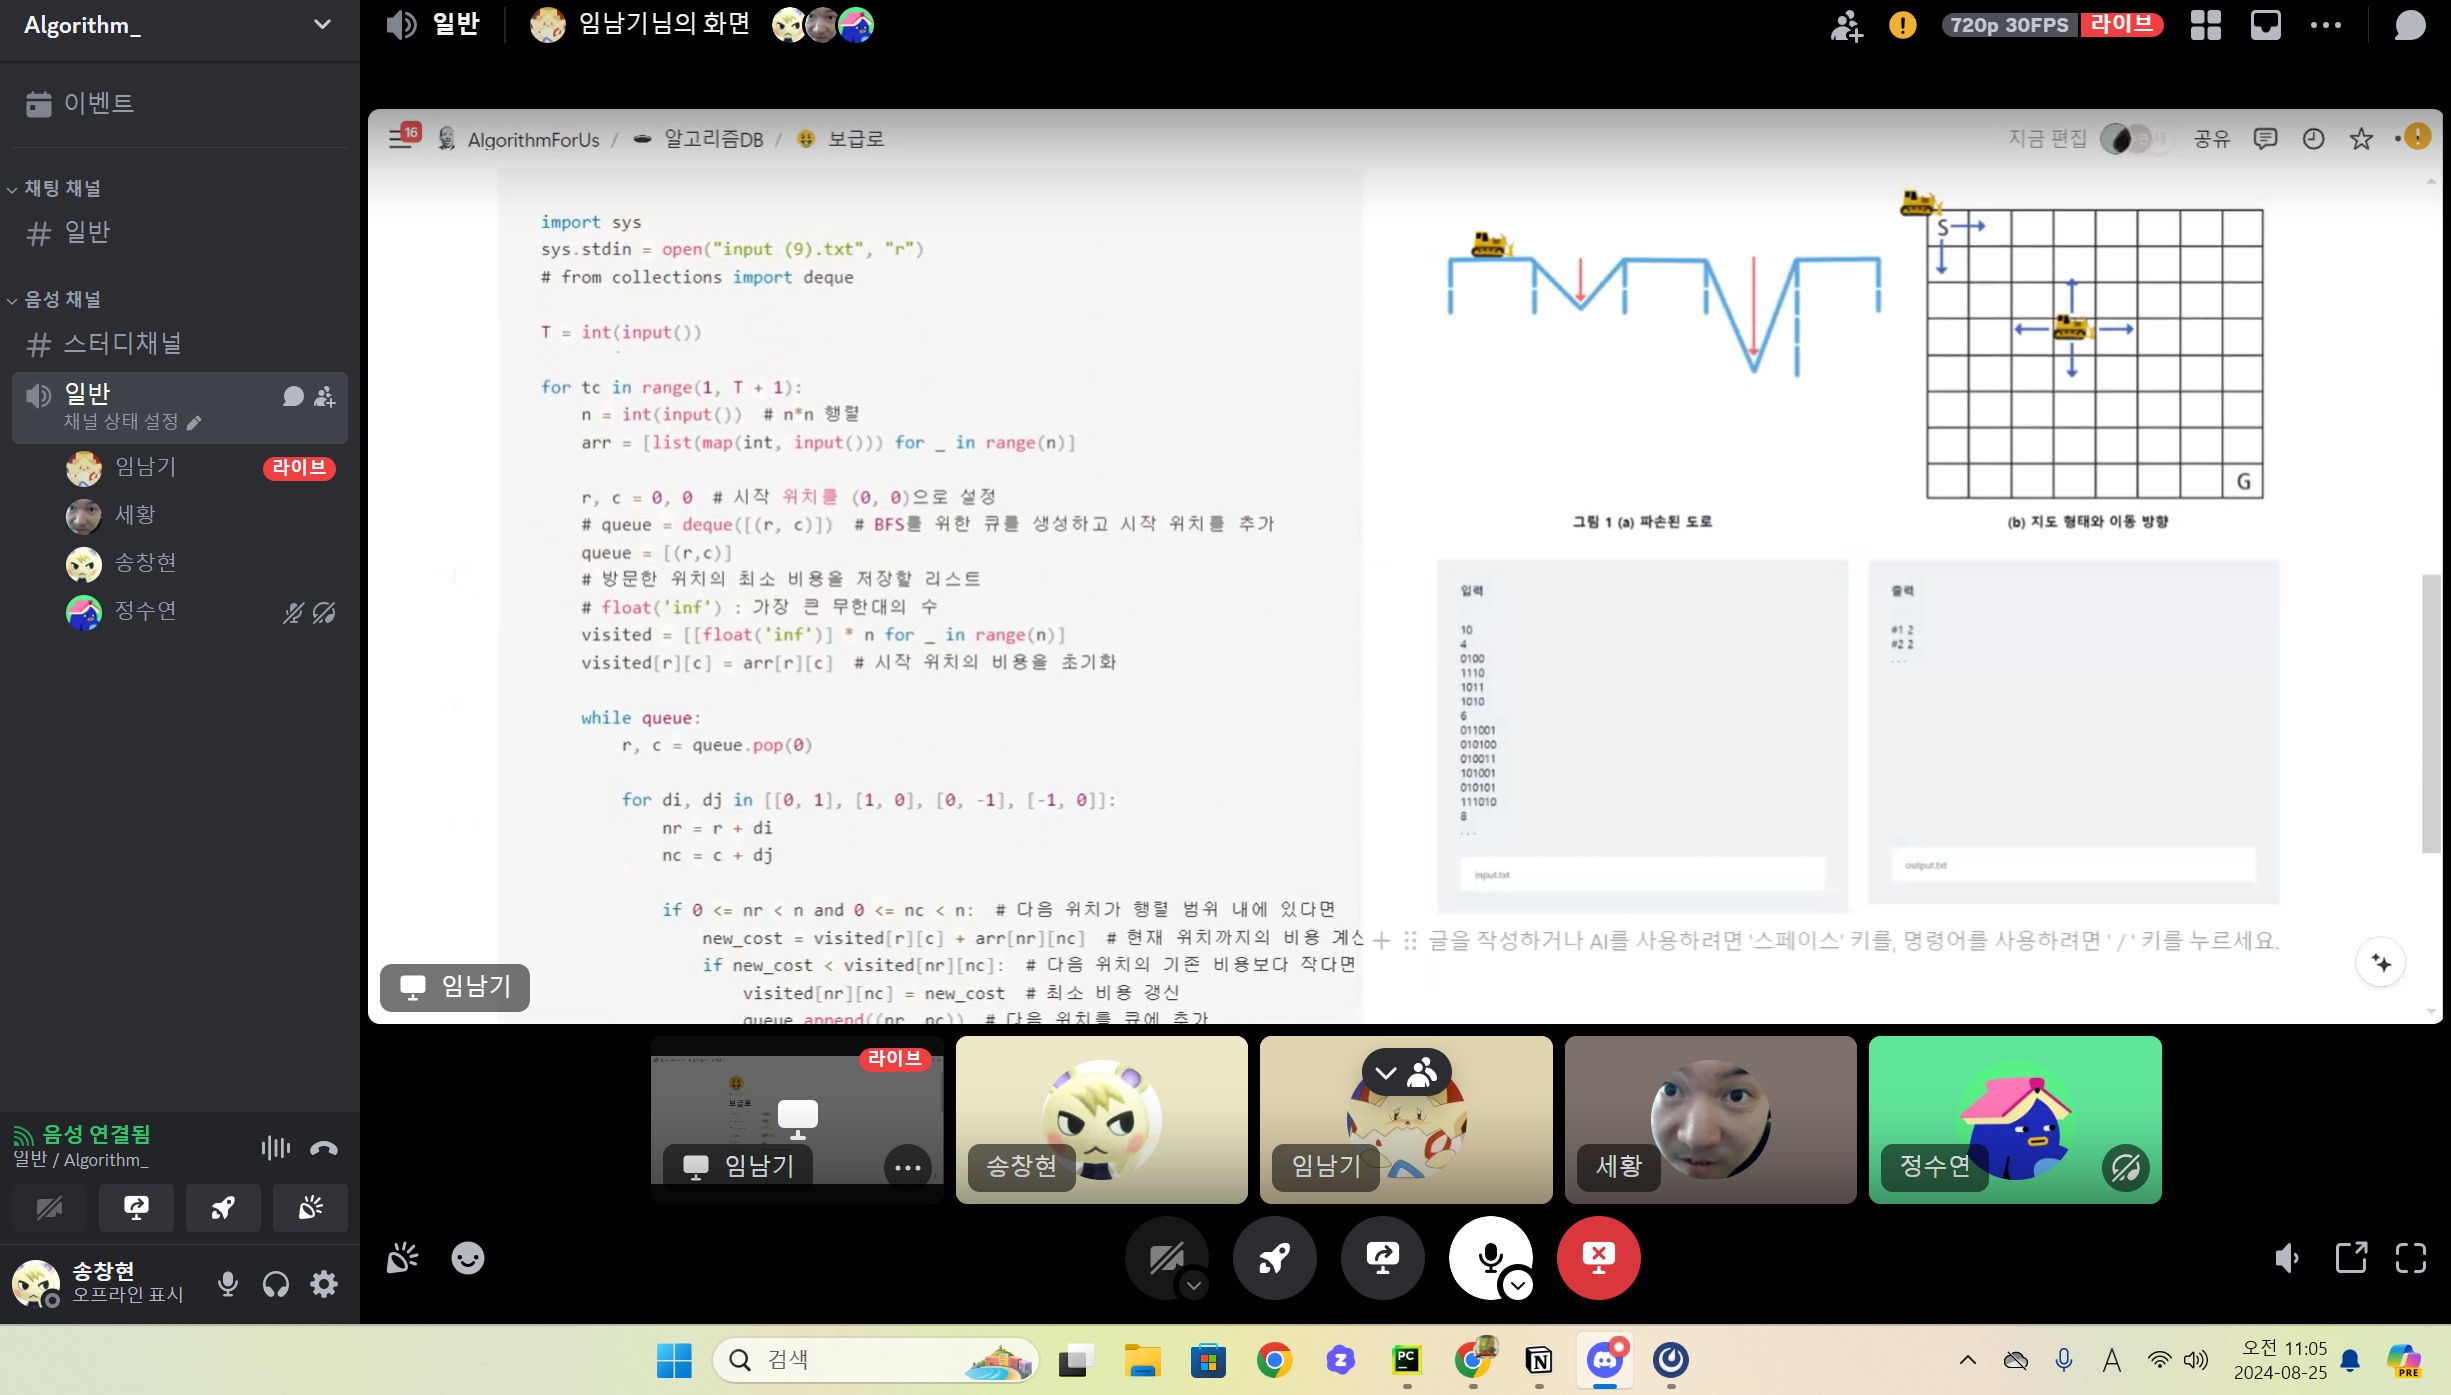 Algorithm_
이벤트
채팅 채널
일반
음성 채널
스터디채널
일반
채널 상태 설정
임남기
라이브
세황
송창현
정수연
음성 연결됨
일반 / Algorithm_
송창현
오프라인 표시
일반
임남기님의 화면
720p 30FPS
라이브
16
AlgorithmForUs / 알고리즘DB / 보급로
지금 편집
공유
import sys
sys.stdin = open("input (9).txt", "r")
# from collections import deque
T = int(input())
for tc in range(1, T + 1):
n = int(input())  # n*n 행렬
arr = [list(map(int, input())) for _ in range(n)]
r, c = 0, 0  # 시작 위치를 (0, 0)으로 설정
# queue = deque([(r, c)])  # BFS를 위한 큐를 생성하고 시작 위치를 추가
queue = [(r,c)]
# 방문한 위치의 최소 비용을 저장할 리스트
# float('inf') : 가장 큰 무한대의 수
visited = [[float('inf')] * n for _ in range(n)]
visited[r][c] = arr[r][c]  # 시작 위치의 비용을 초기화
while queue:
r, c = queue.pop(0)
for di, dj in [[0, 1], [1, 0], [0, -1], [-1, 0]]:
nr = r + di
nc = c + dj
if 0 <= nr < n and 0 <= nc < n:  # 다음 위치가 행렬 범위 내에 있다면
new_cost = visited[r][c] + arr[nr][nc]  # 현재 위치까지의 비용 계산
if new_cost < visited[nr][nc]:  # 다음 위치의 기존 비용보다 작다면
visited[nr][nc] = new_cost  # 최소 비용 갱신
queue.append((nr, nc))  # 다음 위치를 큐에 추가
S
G
그림 1 (a) 파손된 도로
(b) 지도 형태와 이동 방향
입력
10
4
0100
1110
1011
1010
6
011001
010100
010011
101001
010101
111010
8
...
input.txt
출력
#1 2
#2 2
...
output.txt
글을 작성하거나 AI를 사용하려면 '스페이스' 키를, 명령어를 사용하려면 '/' 키를 누르세요.
임남기
라이브
보급로
임남기
송창현
임남기
세황
정수연
검색
PC
A
오전 11:05
2024-08-25
PRE